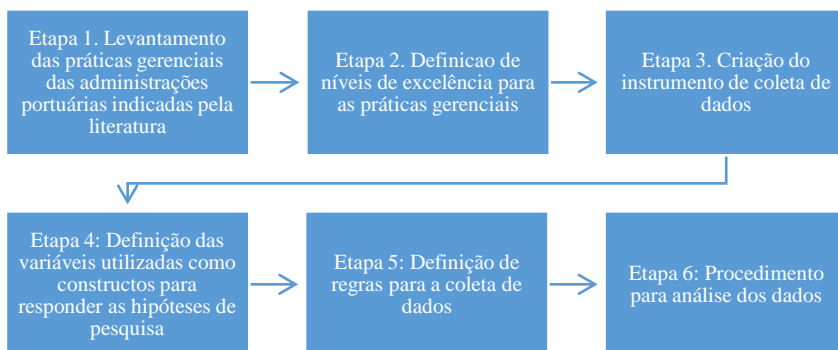 Etapa 1. Levantamento
das práticas gerenciais
das administrações
portuárias indicadas pela
literatura
Etapa 2. Definicao de
níveis de excelência para
as práticas gerenciais
Etapa 3. Criação do
instrumento de coleta de
dados
Etapa 4: Definição das
variáveis utilizadas como
constructos para
responder as hipóteses de
pesquisa
Etapa 5: Definição de
regras para a coleta de
dados
Etapa 6: Procedimento
para análise dos dados